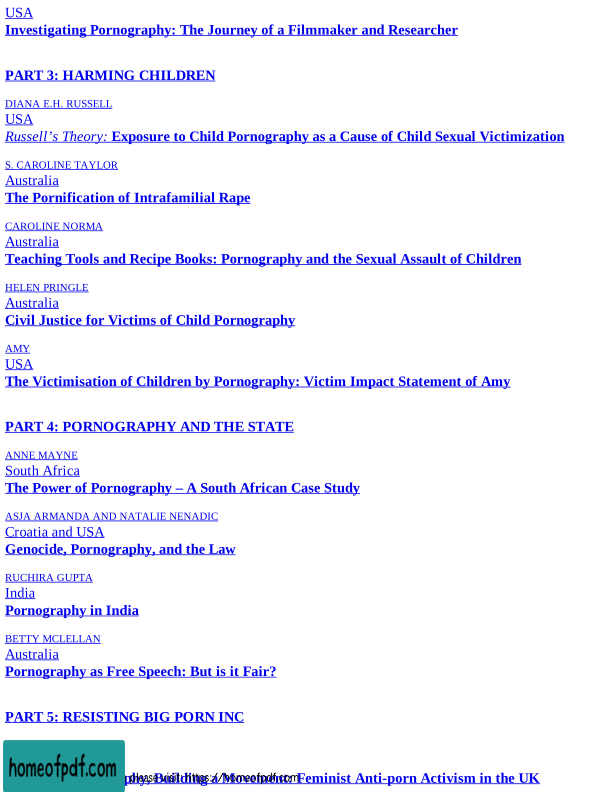 USA
Investigating Pornography: The Journey of a Filmmaker and Researcher
PART 3: HARMING CHILDREN
DIANA E.H. RUSSELL
USA
Russell’s Theory: Exposure to Child Pornography as a Cause of Child Sexual Victimization
S. CAROLINE TAYLOR
Australia
The Pornification of Intrafamilial Rape
CAROLINE NORMA
Australia
Teaching Tools and Recipe Books: Pornography and the Sexual Assault of Children
HELEN PRINGLE
Australia
Civil Justice for Victims of Child Pornography
AMY
USA
The Victimisation of Children by Pornography: Victim Impact Statement of Amy
PART 4: PORNOGRAPHY AND THE STATE
ANNE MAYNE
South Africa
The Power of Pornography – A South African Case Study
ASJA ARMANDA AND NATALIE NENADIC
Croatia and USA
Genocide, Pornography, and the Law
RUCHIRA GUPTA
India
Pornography in India
BETTY MCLELLAN
Australia
Pornography as Free Speech: But is it Fair?
PART 5: RESISTING BIG PORN INC
homeofpdf.com
please visit: https://homeofpdf.com
phy, Building a Movement: Feminist Anti-porn Activism in the UK